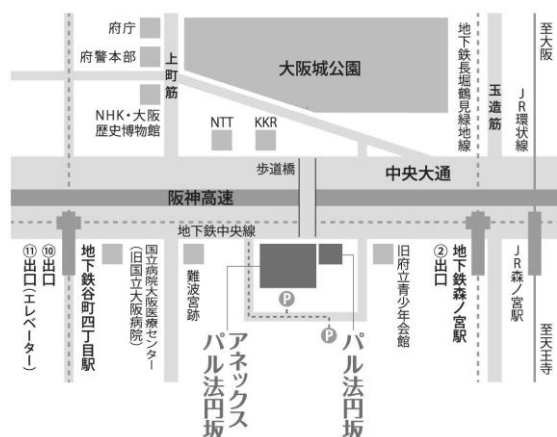 府庁
府警本部
NHK・大阪
歴史博物館
上町筋
大阪城公園
NTT
KKR
地下鉄長堀鶴見緑地線
玉造筋
JR環状線
至大阪
歩道橋
中央大通
阪神高速
地下鉄中央線
⑪出口(エレベーター)
⑩出口
地下鉄谷町四丁目駅
国立病院大阪医療センター
(旧国立大阪病院)
難波宮跡
P
P
アネックス
パル法円坂
パル法円坂
旧府立青少年会館
②出口
地下鉄森ノ宮駅
JR森ノ宮駅
至天王寺